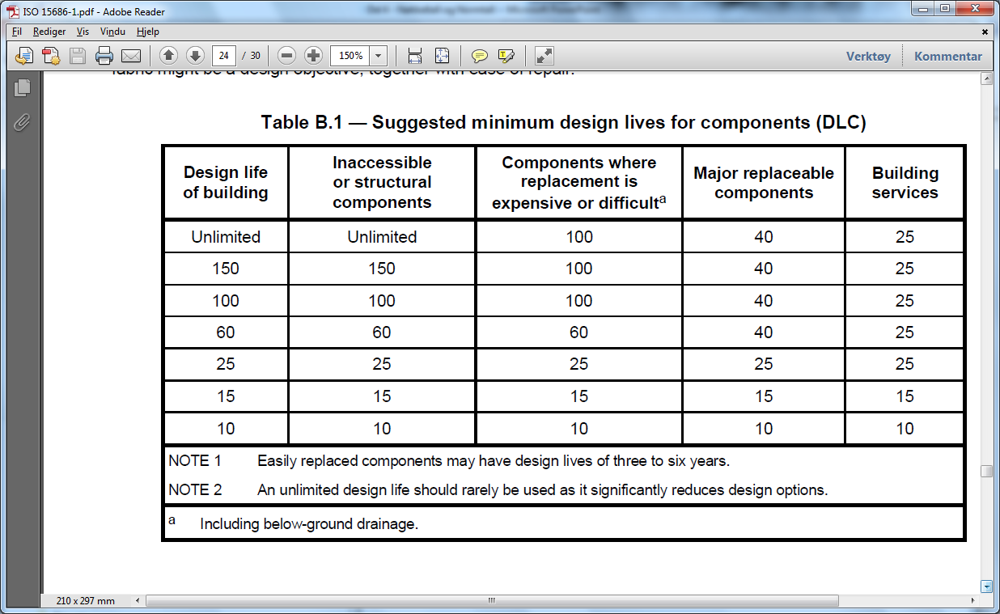 ISO 15686-1.pdf - Adobe Reader
Fil Rediger Vis Vindu Hjelp
24 / 30 150% Verktøy Kommentar
fabric might be a design objective, together with ease of repair.
Table B.1 — Suggested minimum design lives for components (DLC)
Design life of building | Inaccessible or structural components | Components where replacement is expensive or difficult a | Major replaceable components | Building services
Unlimited Unlimited 100 40 25
150 150 100 40 25
100 100 100 40 25
60 60 60 40 25
25 25 25 25 25
15 15 15 15 15
10 10 10 10 10
NOTE 1 Easily replaced components may have design lives of three to six years.
NOTE 2 An unlimited design life should rarely be used as it significantly reduces design options.
a Including below-ground drainage.
210 x 297 mm